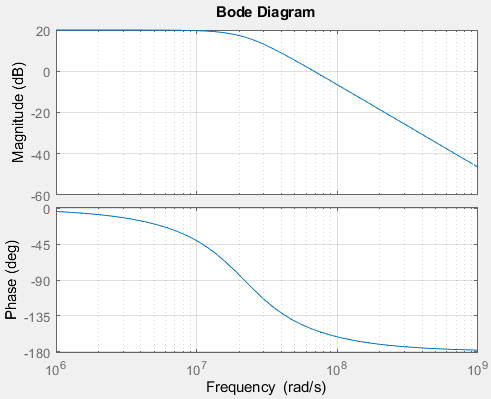 Bode Diagram
Magnitude (dB)
20
0
-20
-40
-60
Phase (deg)
0
-45
-90
-135
-180
10^6 10^7 10^8 10^9
Frequency (rad/s)